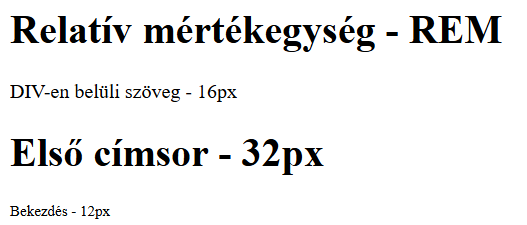 Relatív mértékegység - REM
DIV-en belüli szöveg - 16px
Első címsor - 32px
Bekezdés - 12px